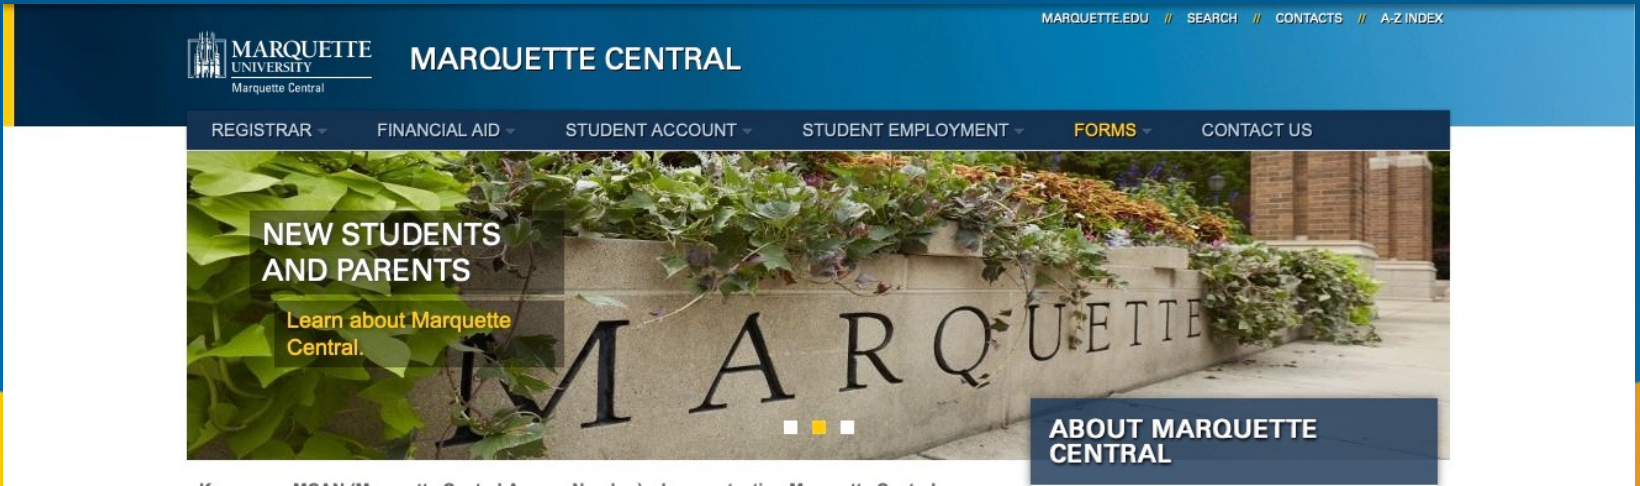 MARQUETTE.EDU // SEARCH // CONTACTS // A-Z INDEX
MARQUETTE
UNIVERSITY
Marquette Central
MARQUETTE CENTRAL
REGISTRAR FINANCIAL AID STUDENT ACCOUNT STUDENT EMPLOYMENT FORMS CONTACT US
NEW STUDENTS
AND PARENTS
Learn about Marquette
Central.
MARQUETTE
ABOUT MARQUETTE
CENTRAL